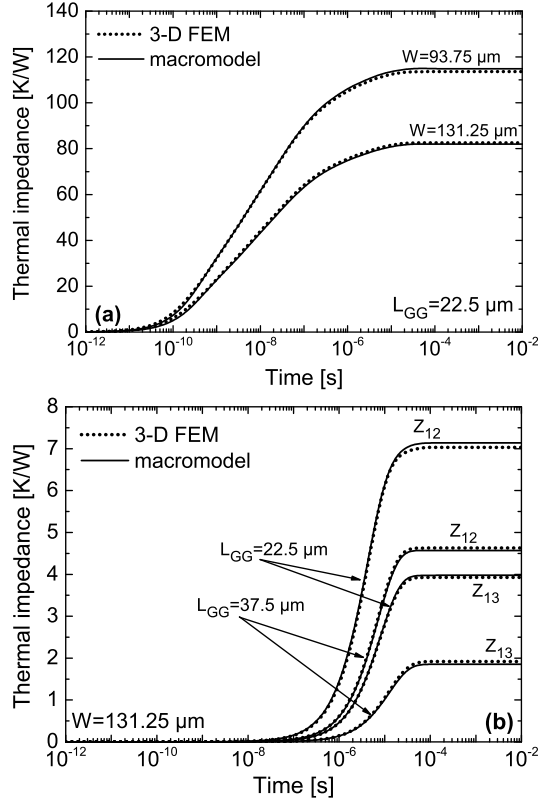 140
120
100
80
60
40
20
0
Thermal impedance [K/W]
3-D FEM
macromodel
W=93.75 µm
W=131.25 µm
(a)
L_GG=22.5 µm
10^-12 10^-10 10^-8 10^-6 10^-4 10^-2
Time [s]
8
7
6
5
4
3
2
1
0
Thermal impedance [K/W]
3-D FEM
macromodel
Z_12
Z_12
L_GG=22.5 µm
Z_13
L_GG=37.5 µm
Z_13
W=131.25 µm
(b)
10^-12 10^-10 10^-8 10^-6 10^-4 10^-2
Time [s]